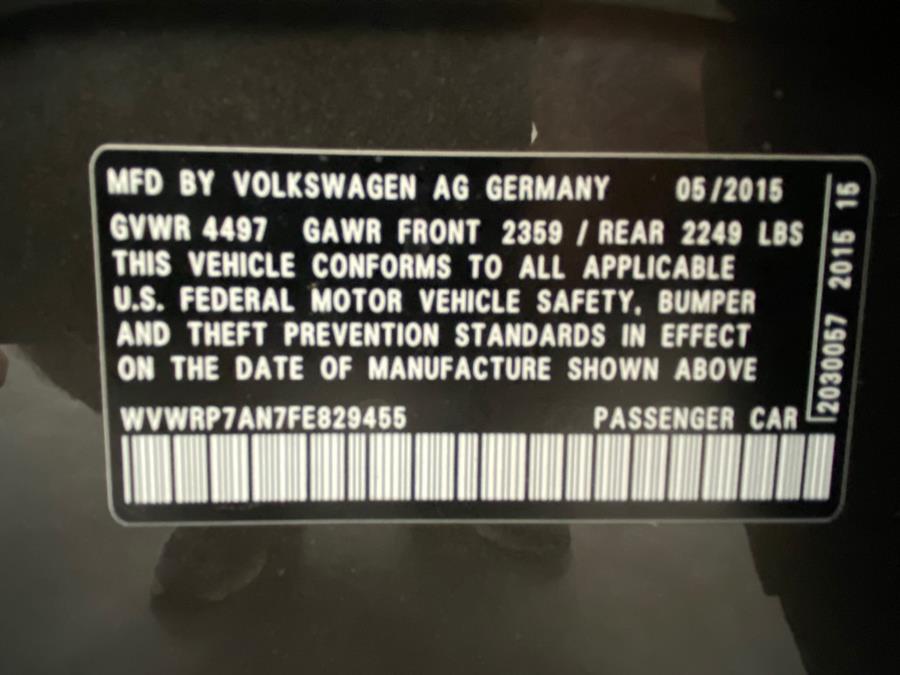 MFD BY VOLKSWAGEN AG GERMANY 05/2015
GVWR 4497 GAWR FRONT 2359 / REAR 2249 LBS
THIS VEHICLE CONFORMS TO ALL APPLICABLE
U.S. FEDERAL MOTOR VEHICLE SAFETY, BUMPER
AND THEFT PREVENTION STANDARDS IN EFFECT
ON THE DATE OF MANUFACTURE SHOWN ABOVE
WVWRP7AN7FE829455 PASSENGER CAR
2030057 2015 15